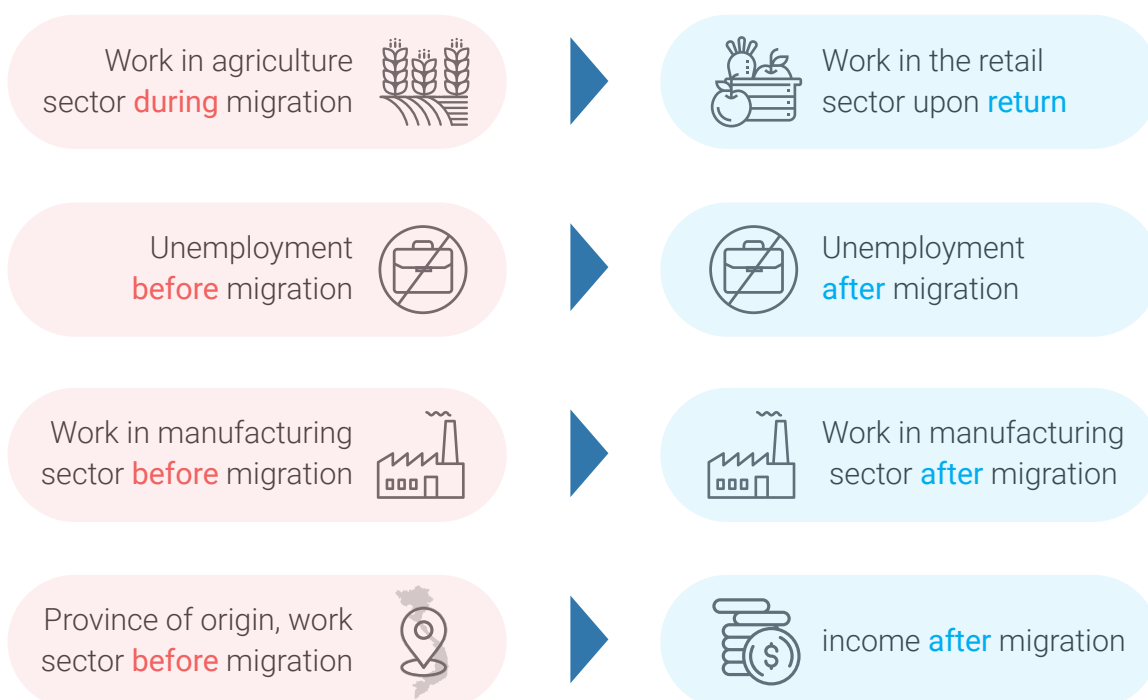 Work in agriculture
sector during migration
Work in the retail
sector upon return
Unemployment
before migration
Unemployment
after migration
Work in manufacturing
sector before migration
Work in manufacturing
sector after migration
Province of origin, work
sector before migration
income after migration